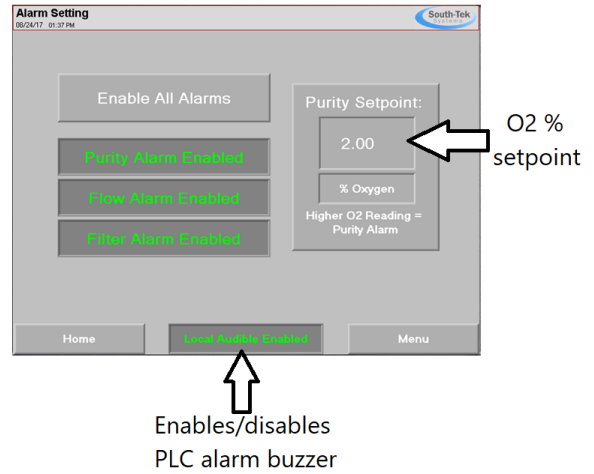 Alarm Setting
08/24/17 01:37 PM
South-Tek
Systems
Enable All Alarms
Purity Alarm Enabled
Flow Alarm Enabled
Filter Alarm Enabled
Purity Setpoint:
2.00
% Oxygen
Higher O2 Reading =
Purity Alarm
O2 %
setpoint
Home
Local Audible Enabled
Menu
Enables/disables
PLC alarm buzzer